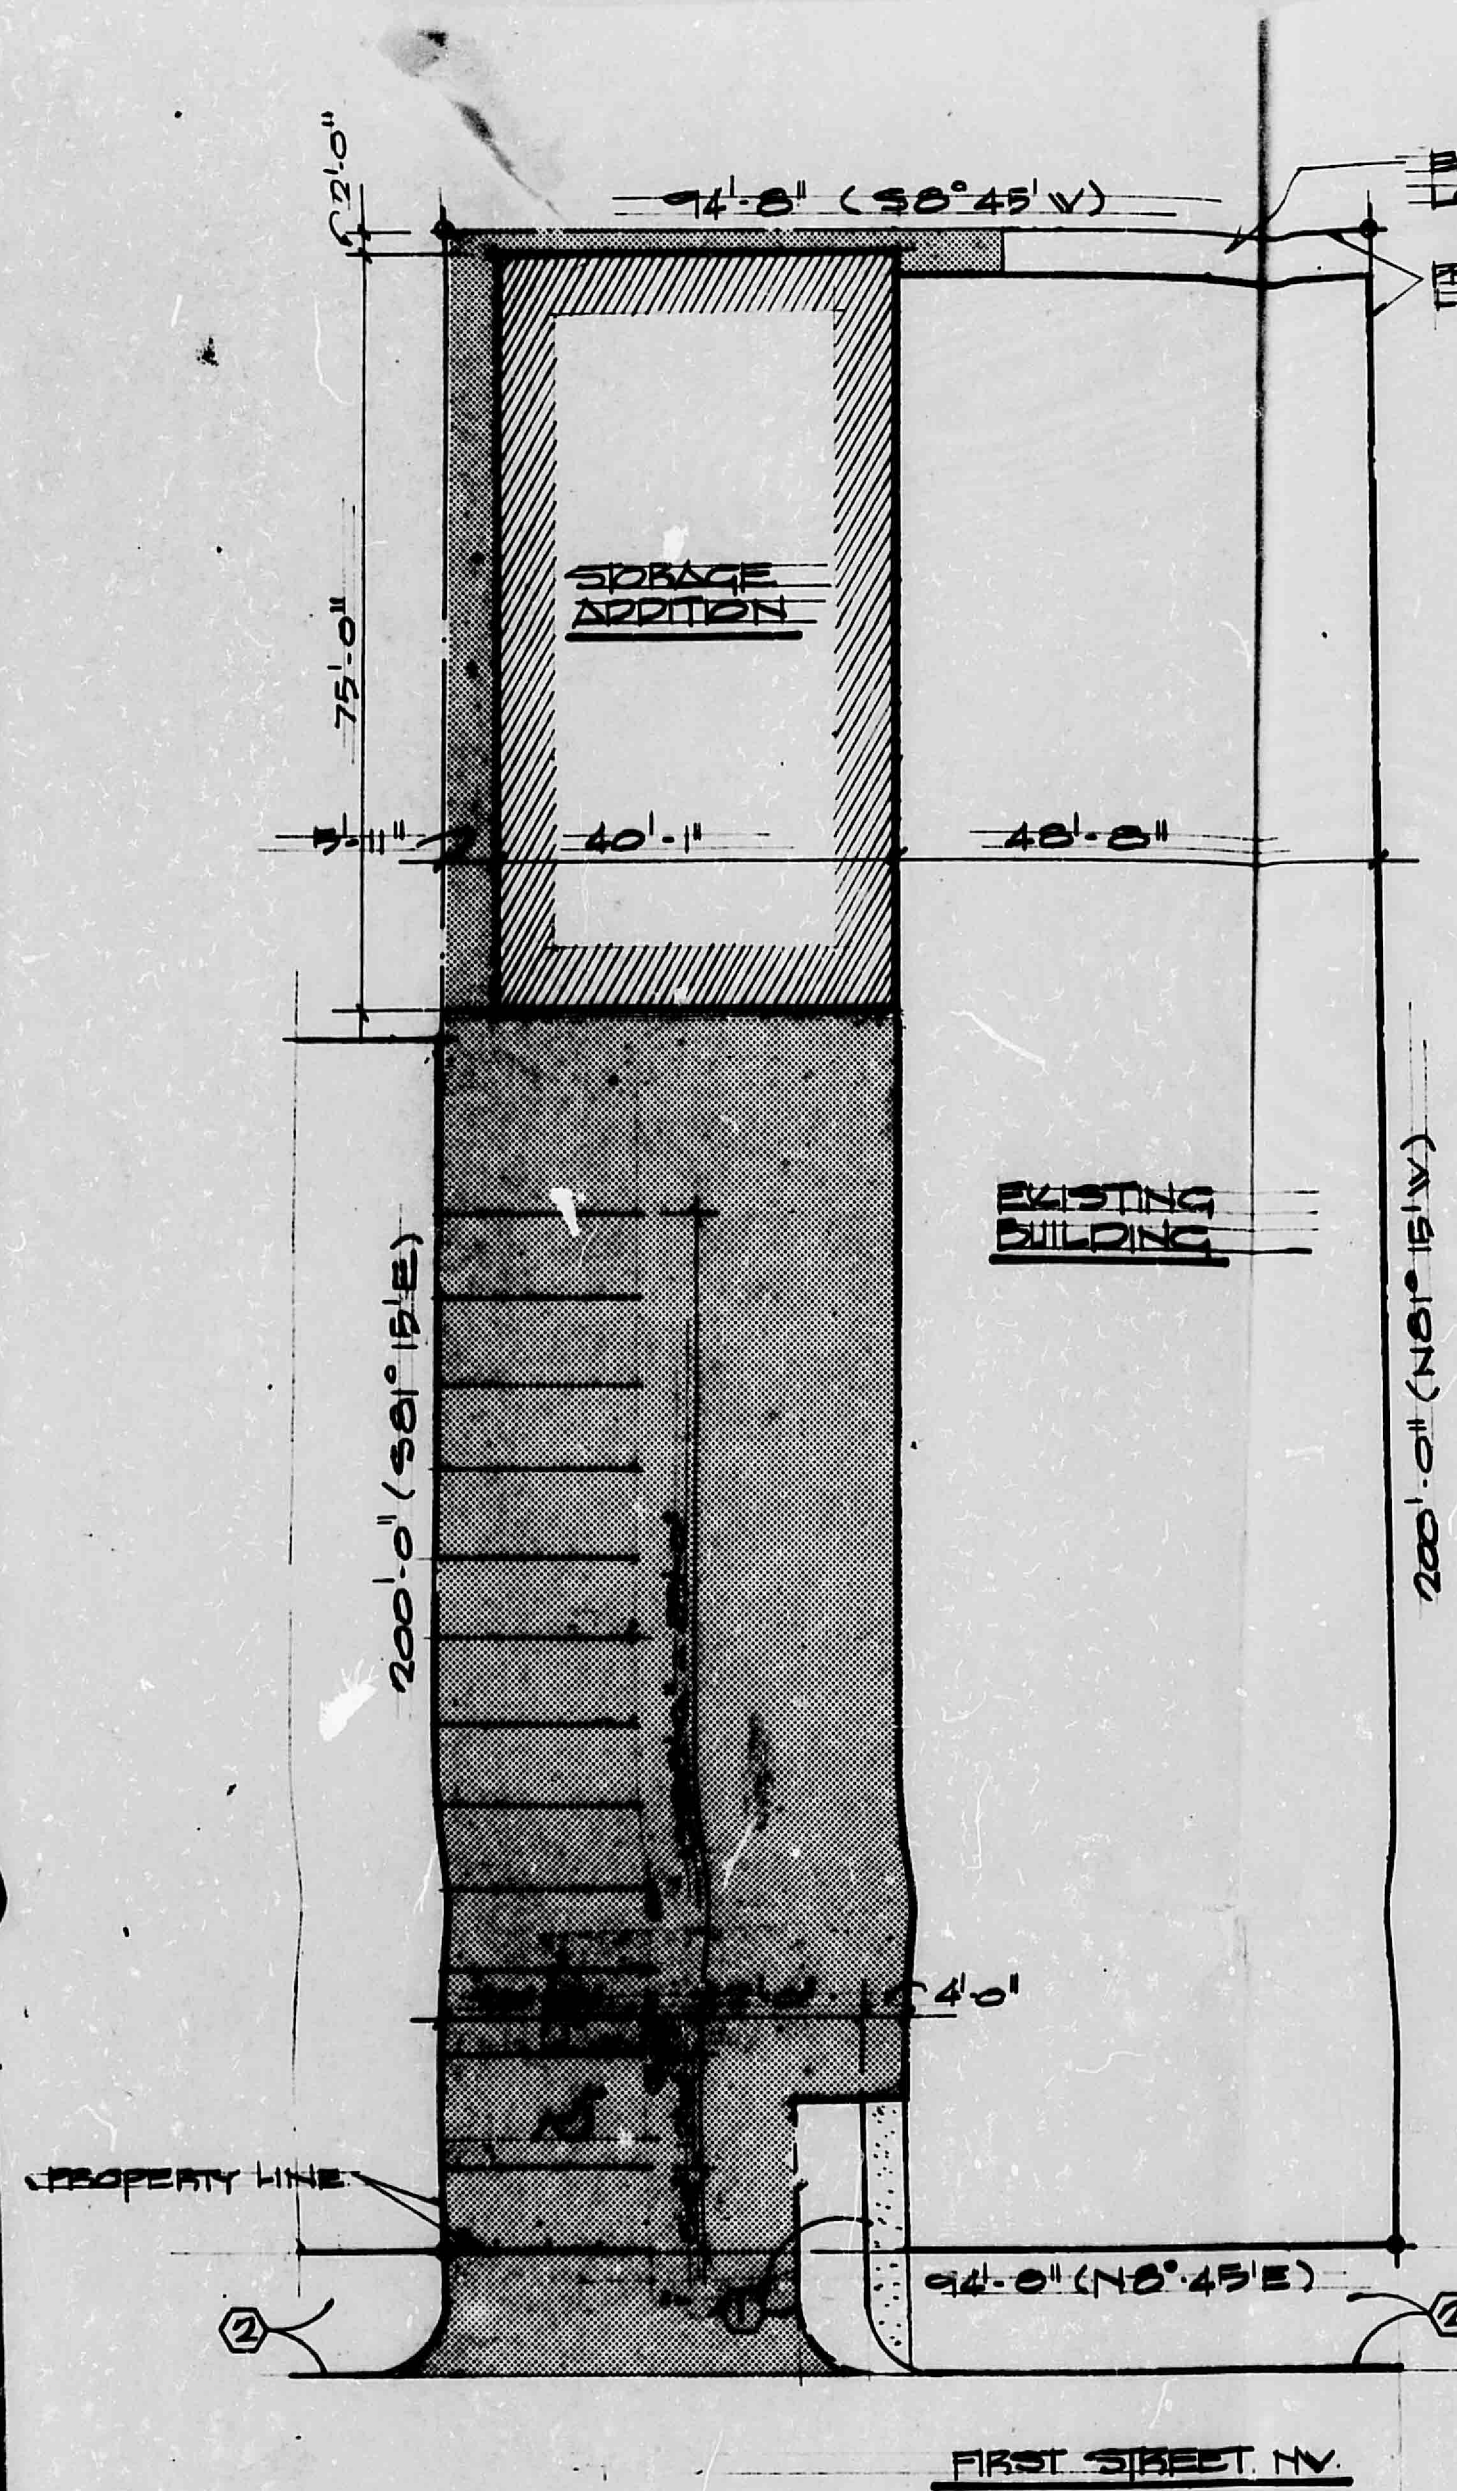 2'-0"
94'-8" (S8°45'W)
75'-0"
STORAGE
ADDITION
5'-11"
40'-1"
48'-8"
EXISTING
BUILDING
200'-0" (S81°15'E)
200'-0" (N81°15'W)
4'-0"
PROPERTY LINE
1
94'-8" (N8°45'E)
2
2
FIRST STREET NW.